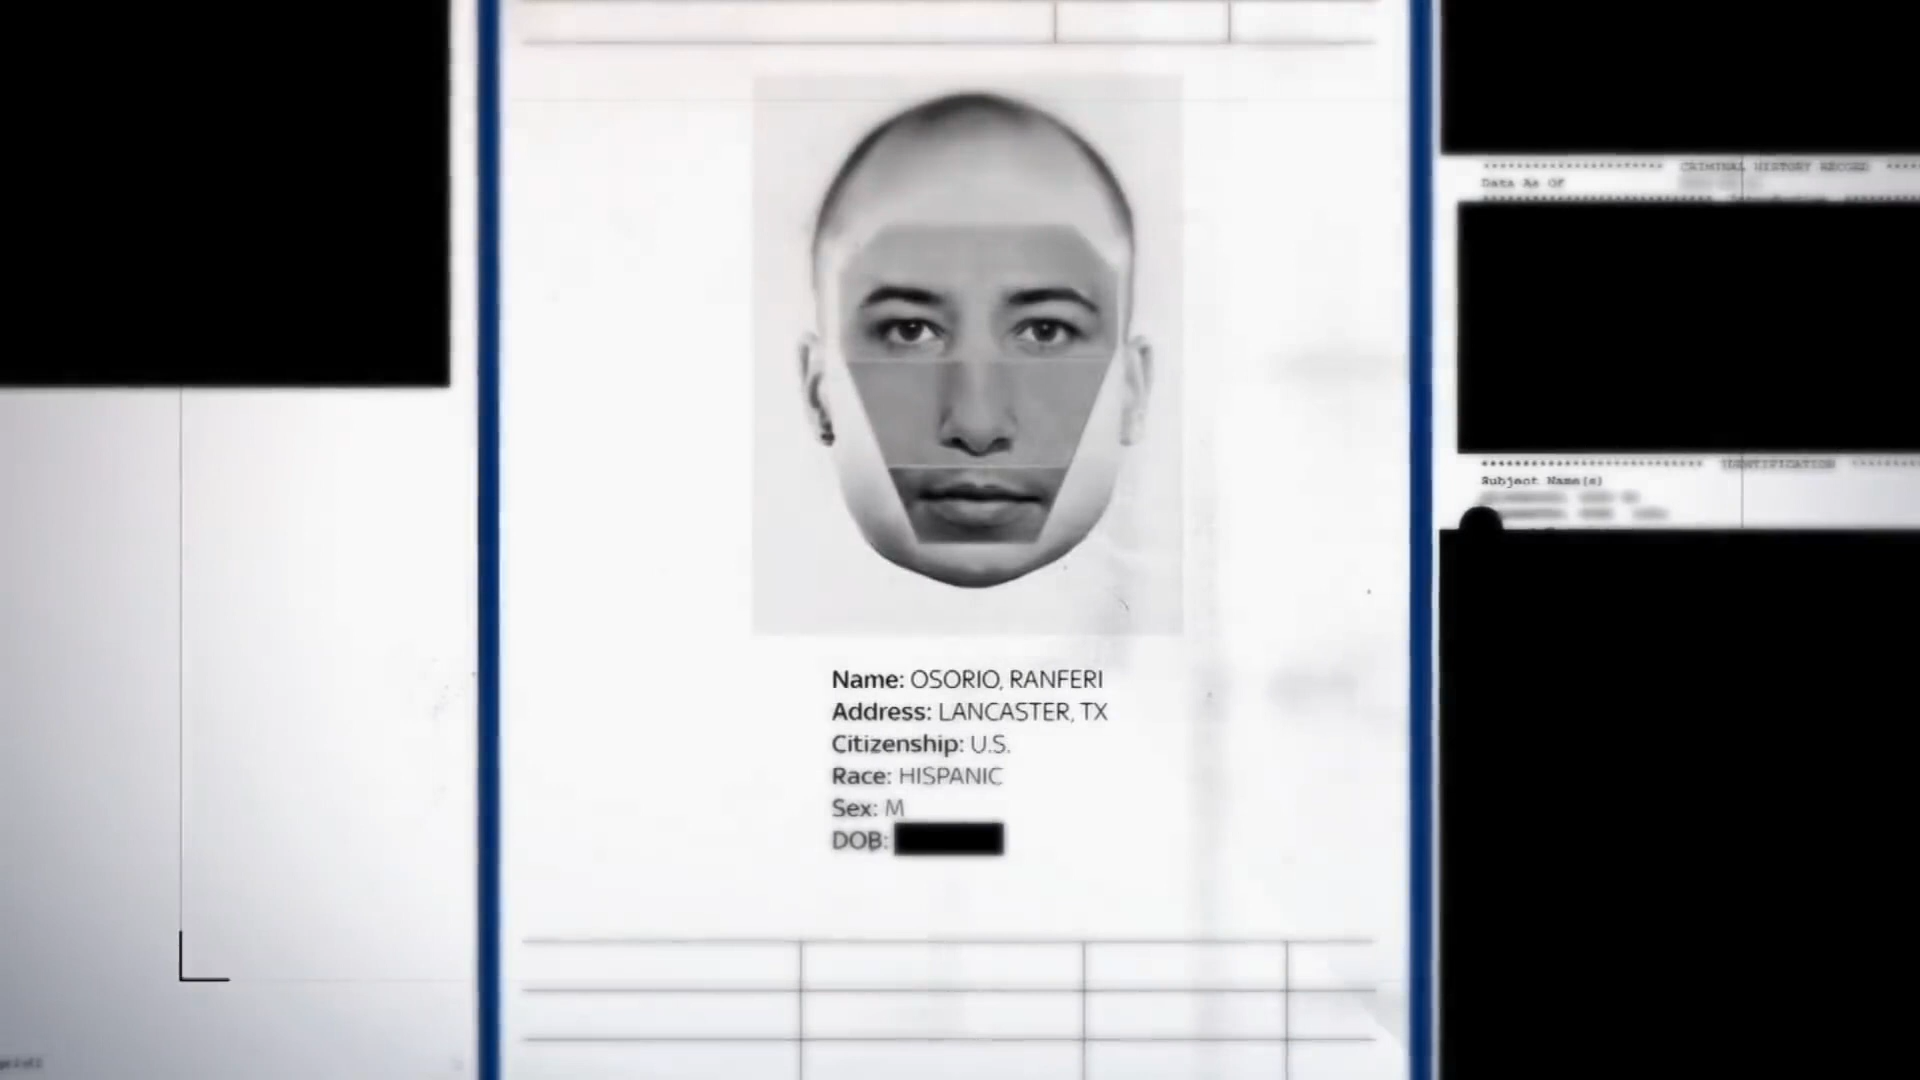 Name: OSORIO, RANFERI
Address: LANCASTER, TX
Citizenship: U.S.
Race: HISPANIC
Sex: M
DOB:
CRIMINAL HISTORY RECORD
Data As Of
IDENTIFICATION
Subject Name(s)